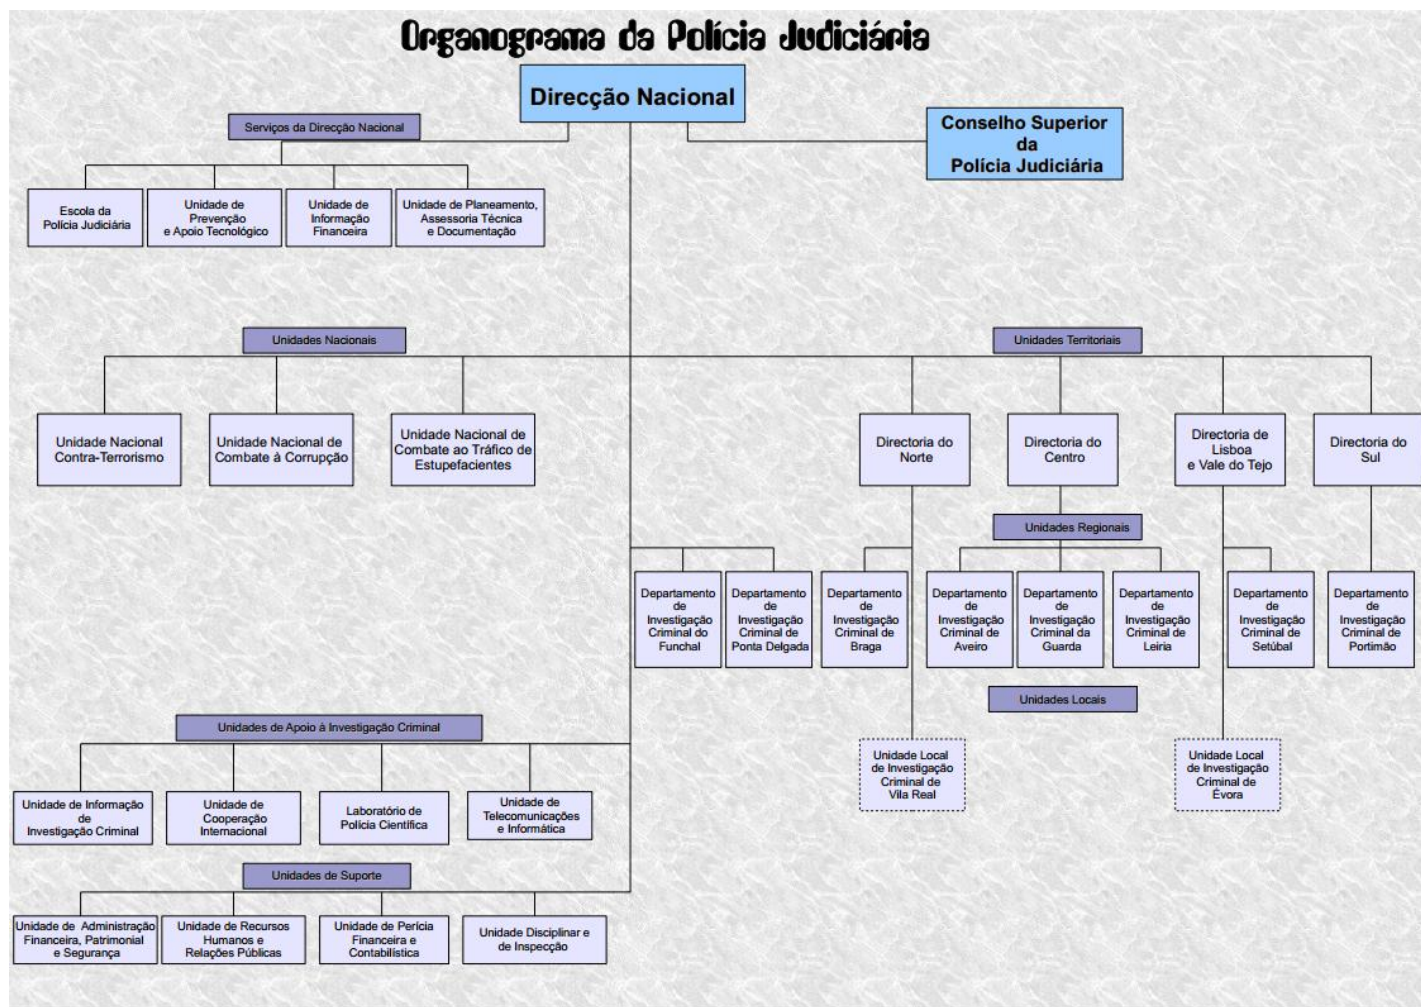 Organograma da Polícia Judiciária
Direcção Nacional
Serviços da Direcção Nacional
Conselho Superior
da
Polícia Judiciária
Escola da
Polícia Judiciária
Unidade de
Prevenção
e Apoio Tecnológico
Unidade de
Informação
Financeira
Unidade de Planeamento,
Assessoria Técnica
e Documentação
Unidades Nacionais
Unidades Territoriais
Unidade Nacional
Contra-Terrorismo
Unidade Nacional de
Combate à Corrupção
Unidade Nacional de
Combate ao Tráfico de
Estupefacientes
Directoria do
Norte
Directoria do
Centro
Directoria de
Lisboa
e Vale do Tejo
Directoria do
Sul
Unidades Regionais
Departamento
de
Investigação
Criminal do
Funchal
Departamento
de
Investigação
Criminal de
Ponta Delgada
Departamento
de
Investigação
Criminal de
Braga
Departamento
de
Investigação
Criminal de
Aveiro
Departamento
de
Investigação
Criminal da
Guarda
Departamento
de
Investigação
Criminal de
Leiria
Departamento
de
Investigação
Criminal de
Setúbal
Departamento
de
Investigação
Criminal de
Portimão
Unidades Locais
Unidade Local
de Investigação
Criminal de
Vila Real
Unidade Local
de Investigação
Criminal de
Évora
Unidades de Apoio à Investigação Criminal
Unidade de Informação
de
Investigação Criminal
Unidade de
Cooperação
Internacional
Laboratório de
Polícia Científica
Unidade de
Telecomunicações
e Informática
Unidades de Suporte
Unidade de Administração
Financeira, Patrimonial
e Segurança
Unidade de Recursos
Humanos e
Relações Públicas
Unidade de Perícia
Financeira e
Contabilística
Unidade Disciplinar e
de Inspecção